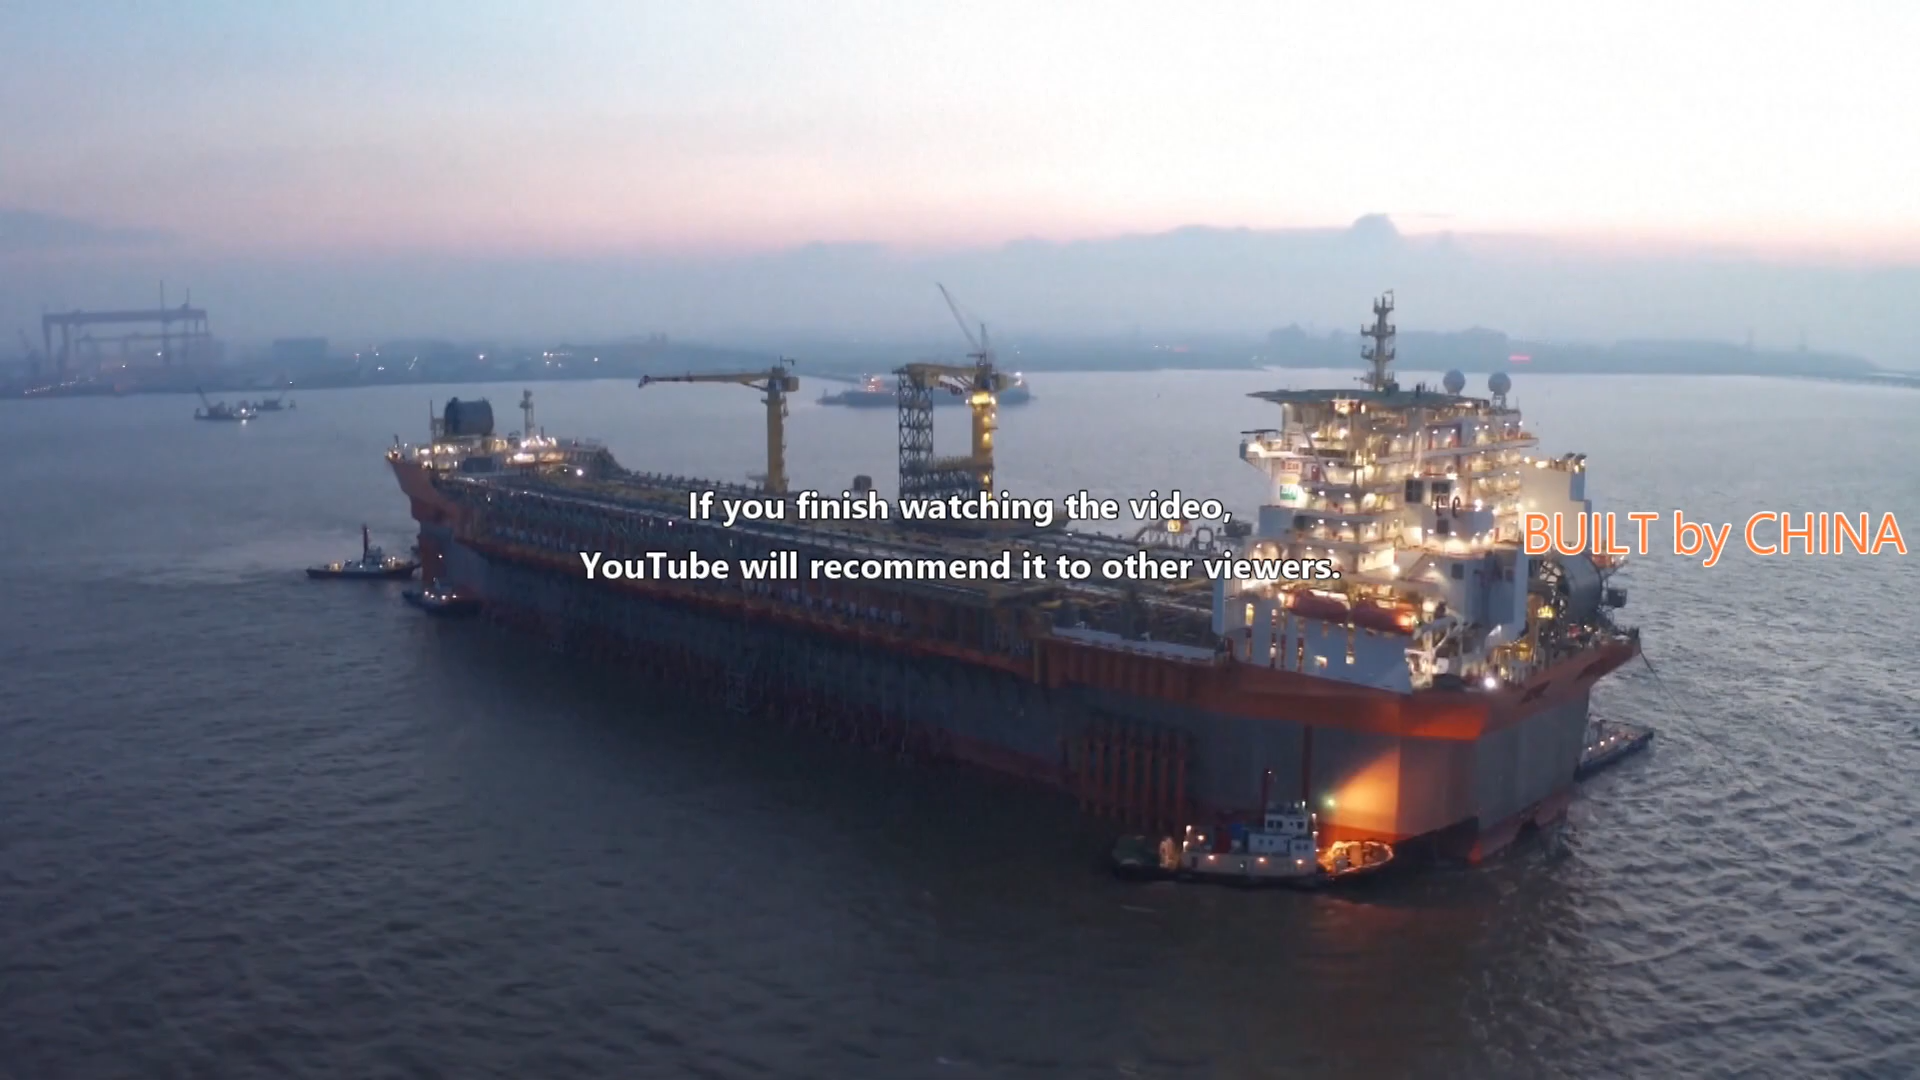 If you finish watching the video,
YouTube will recommend it to other viewers.
BUILT by CHINA